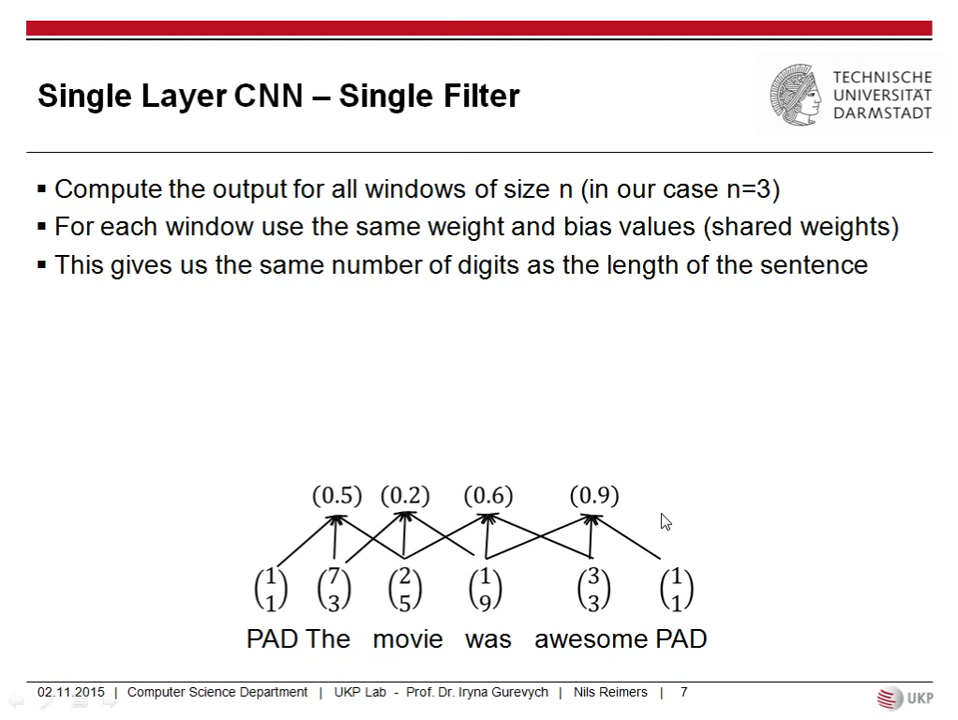 Single Layer CNN – Single Filter
TECHNISCHE
UNIVERSITÄT
DARMSTADT
▪ Compute the output for all windows of size n (in our case n=3)
▪ For each window use the same weight and bias values (shared weights)
▪ This gives us the same number of digits as the length of the sentence
(0.5) (0.2) (0.6) (0.9)
1 7 2 1 3 1
1 3 5 9 3 1
PAD The movie was awesome PAD
02.11.2015 | Computer Science Department | UKP Lab - Prof. Dr. Iryna Gurevych | Nils Reimers | 7
UKP